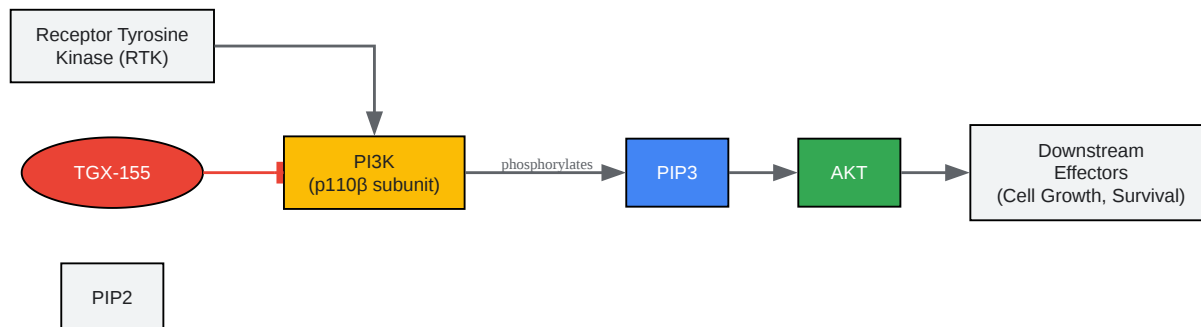 Receptor Tyrosine
Kinase (RTK)
TGX-155
PI3K
(p110β subunit)
phosphorylates
PIP3
AKT
Downstream
Effectors
(Cell Growth, Survival)
PIP2